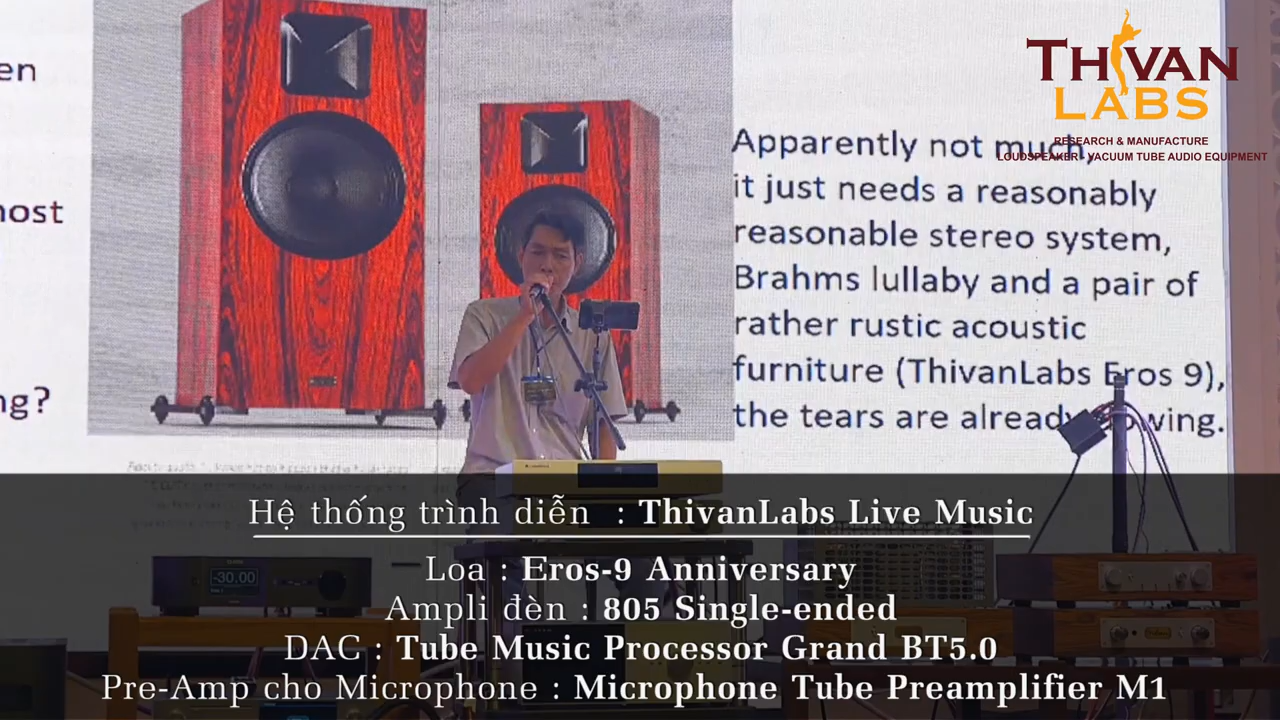 en
nost
ng?
THIVAN
LABS
RESEARCH & MANUFACTURE
LOUDSPEAKER - VACUUM TUBE AUDIO EQUIPMENT
Apparently not much,
it just needs a reasonably
reasonable stereo system,
Brahms lullaby and a pair of
rather rustic acoustic
furniture (ThivanLabs Eros 9),
the tears are already
Hệ thống trình diễn : ThivanLabs Live Music
Loa : Eros-9 Anniversary
Ampli đèn : 805 Single-ended
DAC : Tube Music Processor Grand BT5.0
Pre-Amp cho Microphone : Microphone Tube Preamplifier M1
-30.00